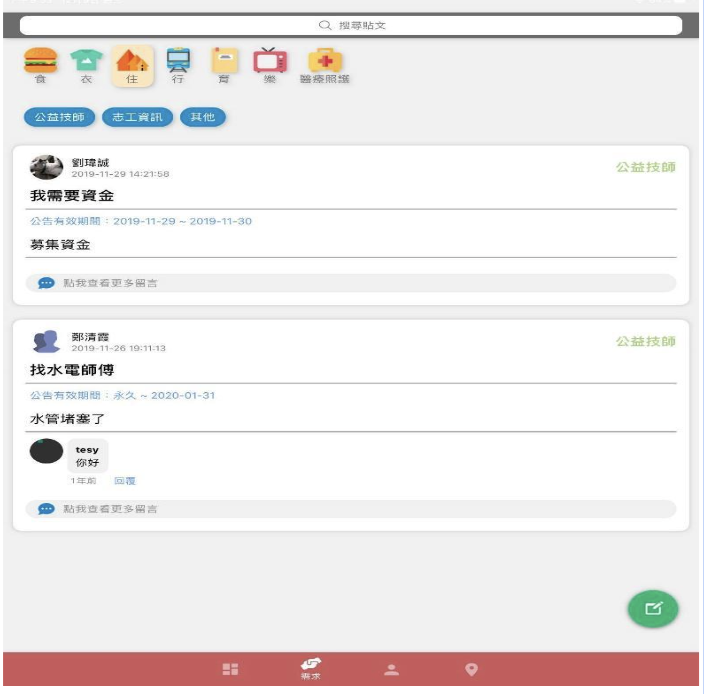 搜尋貼文
食 衣 住 行 育 樂 醫療照護
公益技師 志工資訊 其他
劉瑋誠
2019-11-29 14:21:58
公益技師
我需要資金
公告有效期間：2019-11-29 ~ 2019-11-30
募集資金
點我查看更多留言
鄭清霞
2019-11-26 19:11:13
公益技師
找水電師傅
公告有效期間：永久 ~ 2020-01-31
水管堵塞了
tesy
你好
1年前 回覆
點我查看更多留言
需求